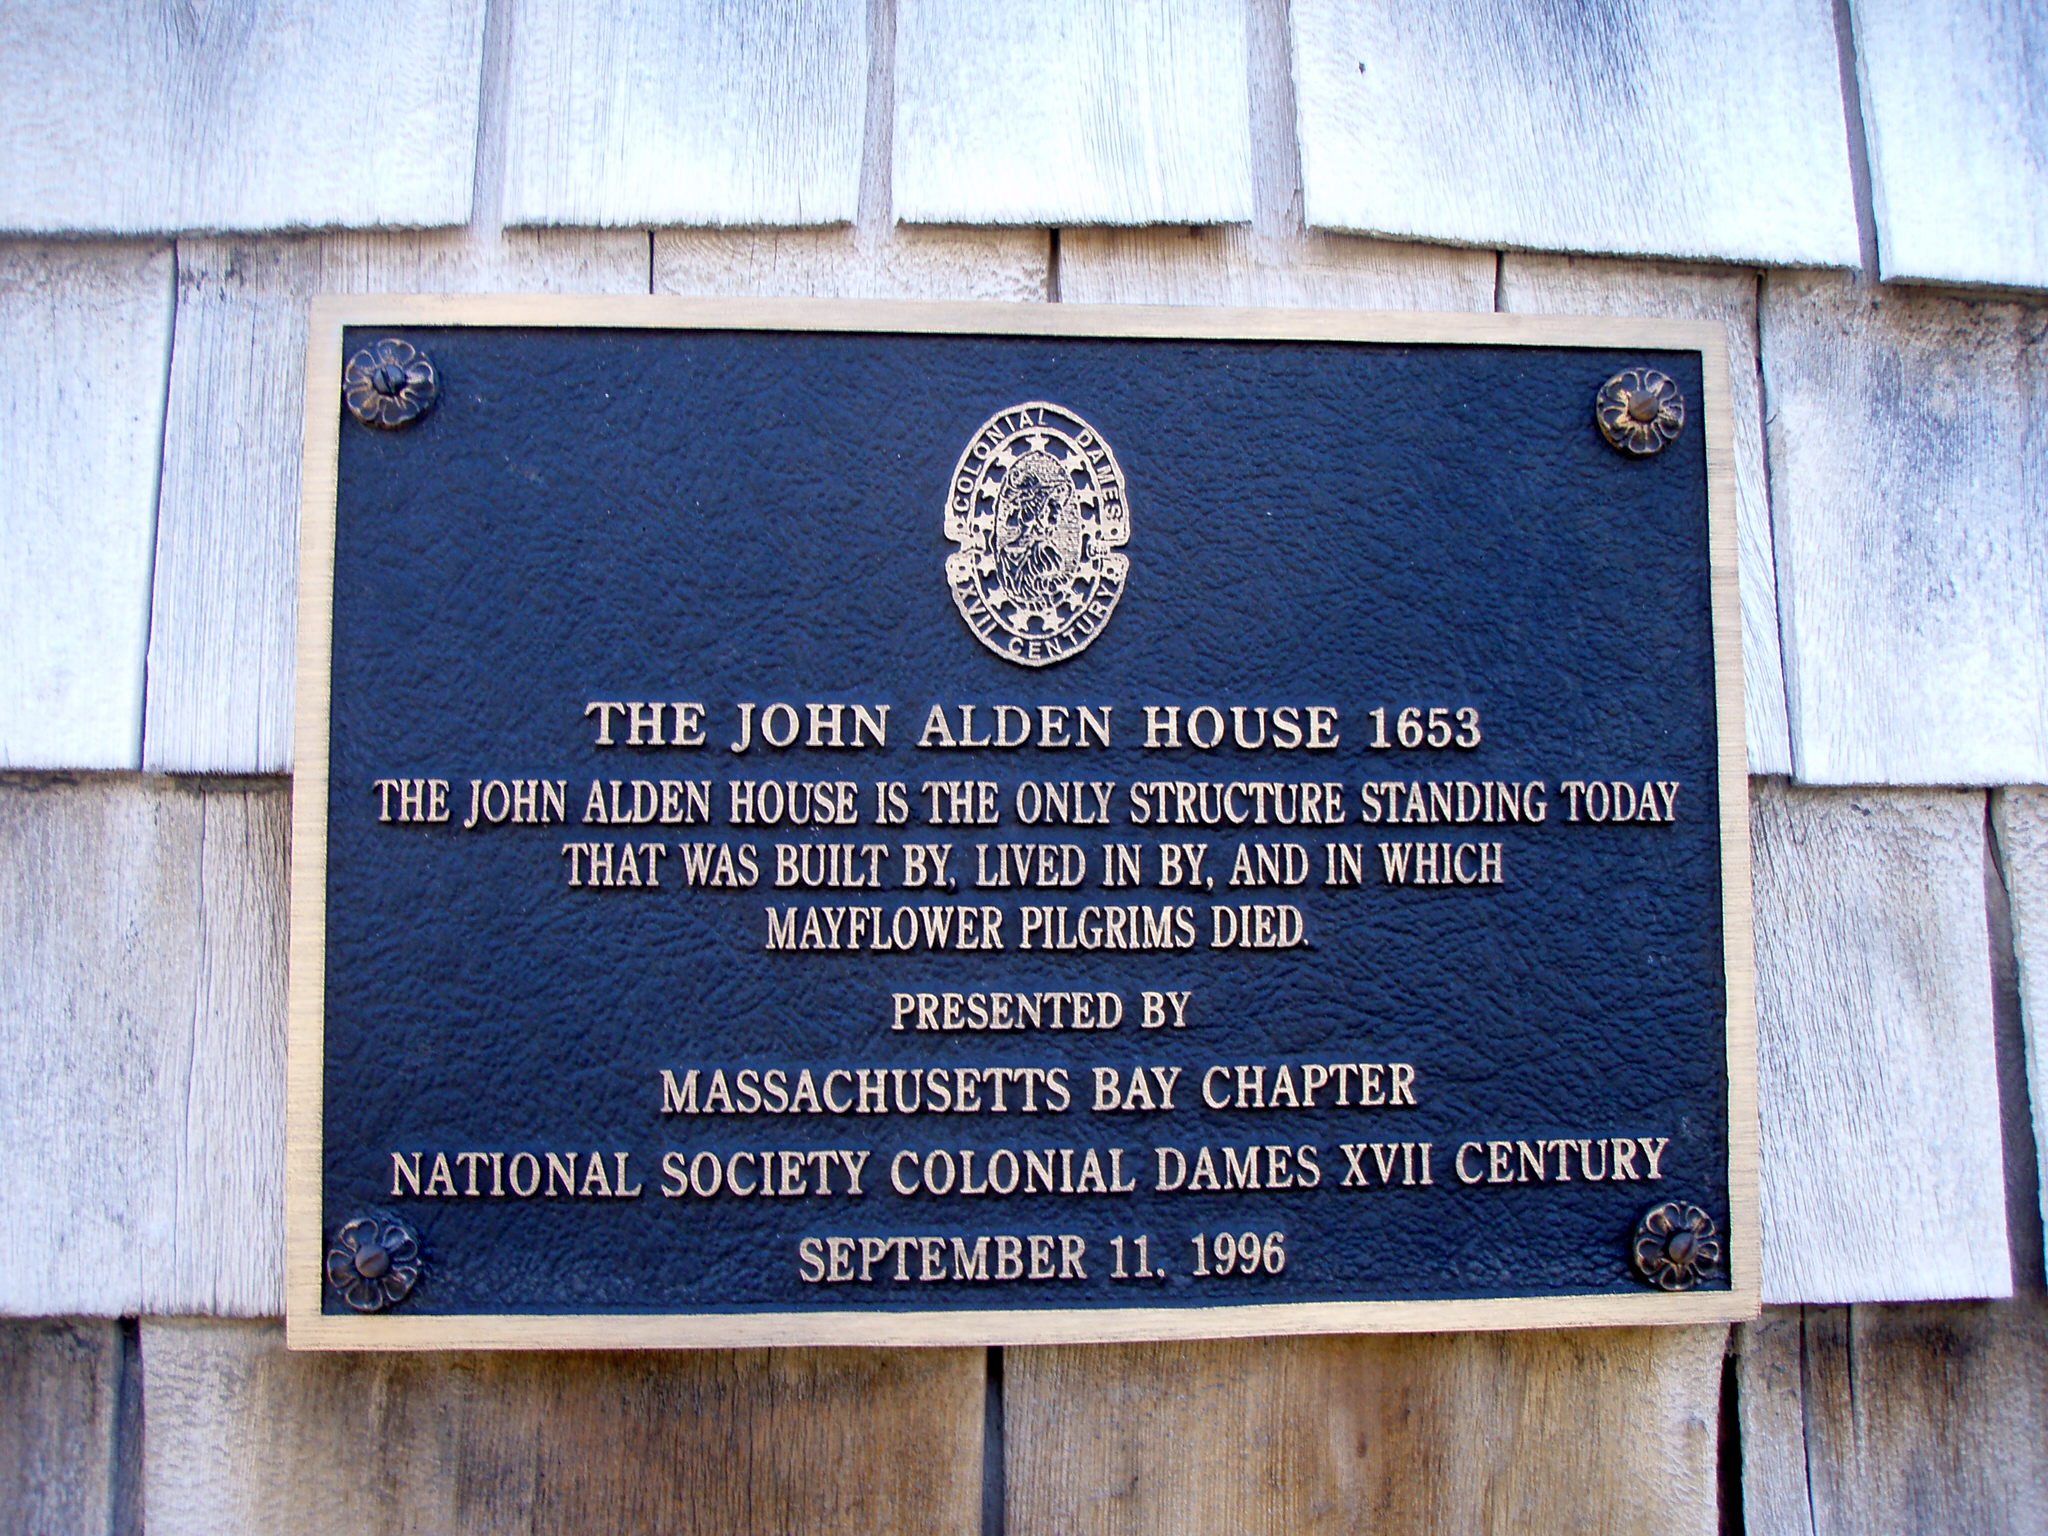 COLONIAL DAMES
XVII CENTURY
THE JOHN ALDEN HOUSE 1653
THE JOHN ALDEN HOUSE IS THE ONLY STRUCTURE STANDING TODAY
THAT WAS BUILT BY, LIVED IN BY, AND IN WHICH
MAYFLOWER PILGRIMS DIED.
PRESENTED BY
MASSACHUSETTS BAY CHAPTER
NATIONAL SOCIETY COLONIAL DAMES XVII CENTURY
SEPTEMBER 11, 1996